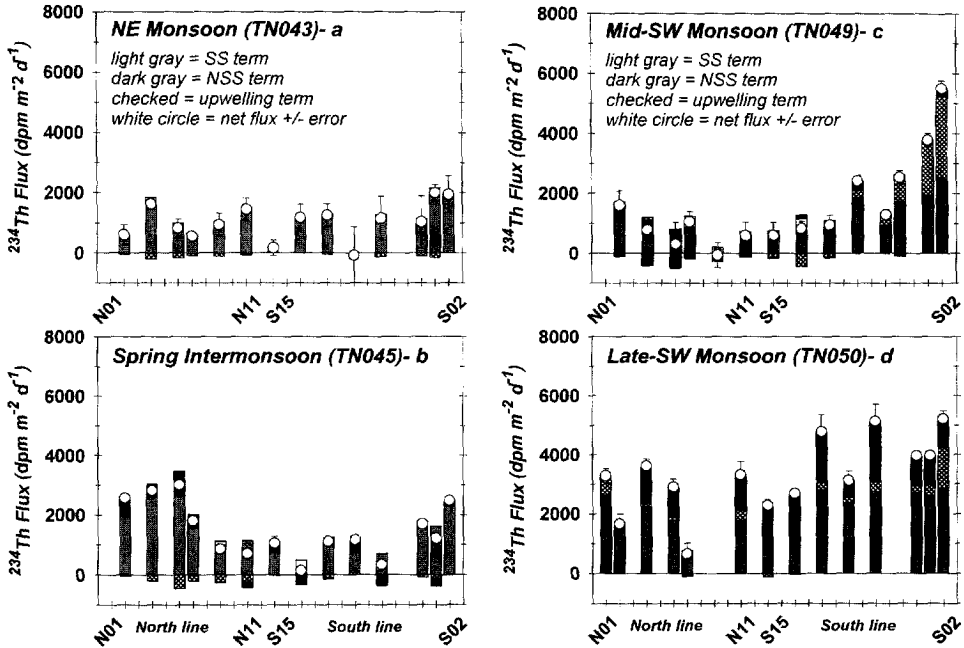 NE Monsoon (TN043)- a
light gray = SS term
dark gray = NSS term
checked = upwelling term
white circle = net flux +/- error
²³⁴Th Flux (dpm m⁻² d⁻¹)
8000
6000
4000
2000
0
N01
N11
S15
S02
Mid-SW Monsoon (TN049)- c
light gray = SS term
dark gray = NSS term
checked = upwelling term
white circle = net flux +/- error
²³⁴Th Flux (dpm m⁻² d⁻¹)
8000
6000
4000
2000
0
N01
N11
S15
S02
Spring Intermonsoon (TN045)- b
²³⁴Th Flux (dpm m⁻² d⁻¹)
8000
6000
4000
2000
0
N01
North line
N11
S15
South line
S02
Late-SW Monsoon (TN050)- d
²³⁴Th Flux (dpm m⁻² d⁻¹)
8000
6000
4000
2000
0
N01
North line
N11
S15
South line
S02